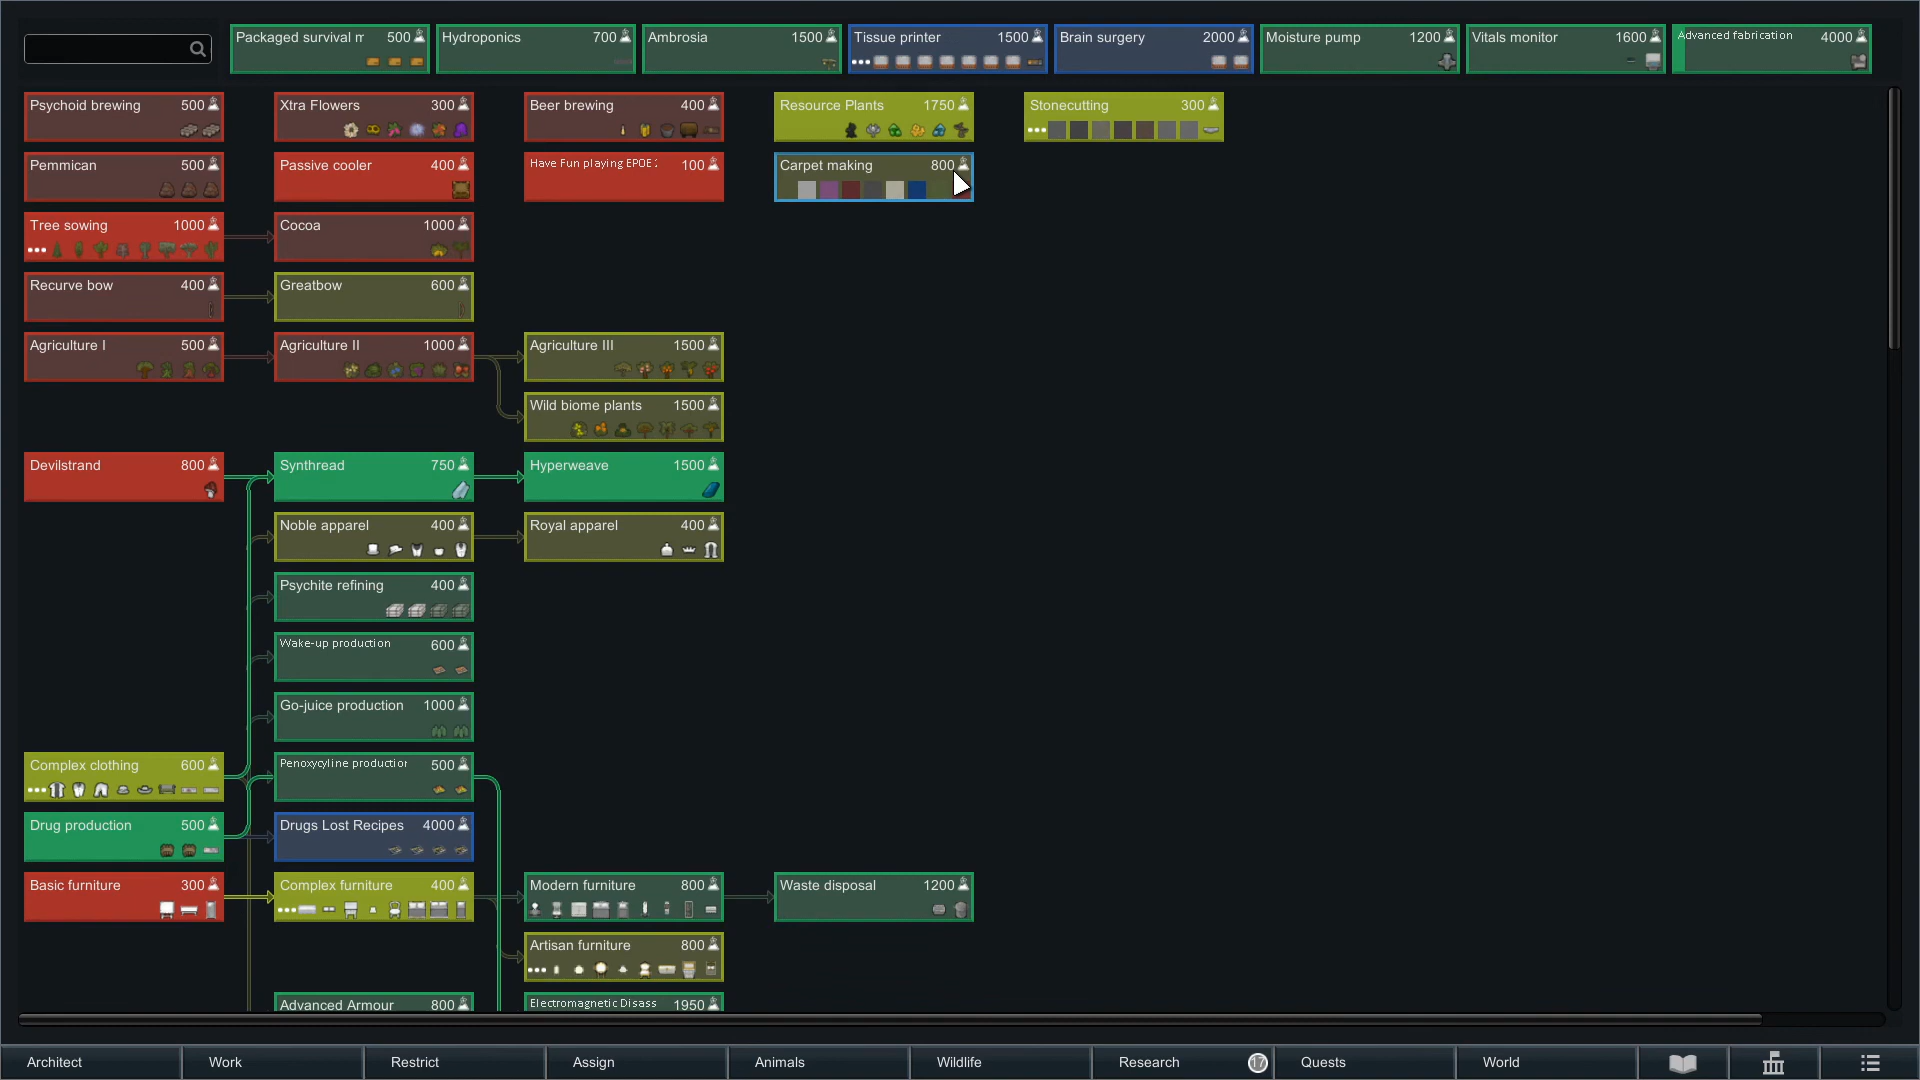 Packaged survival m 500
Hydroponics 700
Ambrosia 1500
Tissue printer 1500
Brain surgery 2000
Moisture pump 1200
Vitals monitor 1600
Advanced fabrication 4000
Psychoid brewing 500
Xtra Flowers 300
Beer brewing 400
Resource Plants 1750
Stonecutting 300
Pemmican 500
Passive cooler 400
Have Fun playing EPOE 100
Carpet making 800
Tree sowing 1000
Cocoa 1000
Recurve bow 400
Greatbow 600
Agriculture I 500
Agriculture II 1000
Agriculture III 1500
Wild biome plants 1500
Devilstrand 800
Synthread 750
Hyperweave 1500
Noble apparel 400
Royal apparel 400
Psychite refining 400
Wake-up production 600
Go-juice production 1000
Complex clothing 600
Penoxycyline production 500
Drug production 500
Drugs Lost Recipes 4000
Basic furniture 300
Complex furniture 400
Modern furniture 800
Waste disposal 1200
Artisan furniture 800
Advanced Armour 800
Electromagnetic Disass 1950
Architect
Work
Restrict
Assign
Animals
Wildlife
Research 17
Quests
World